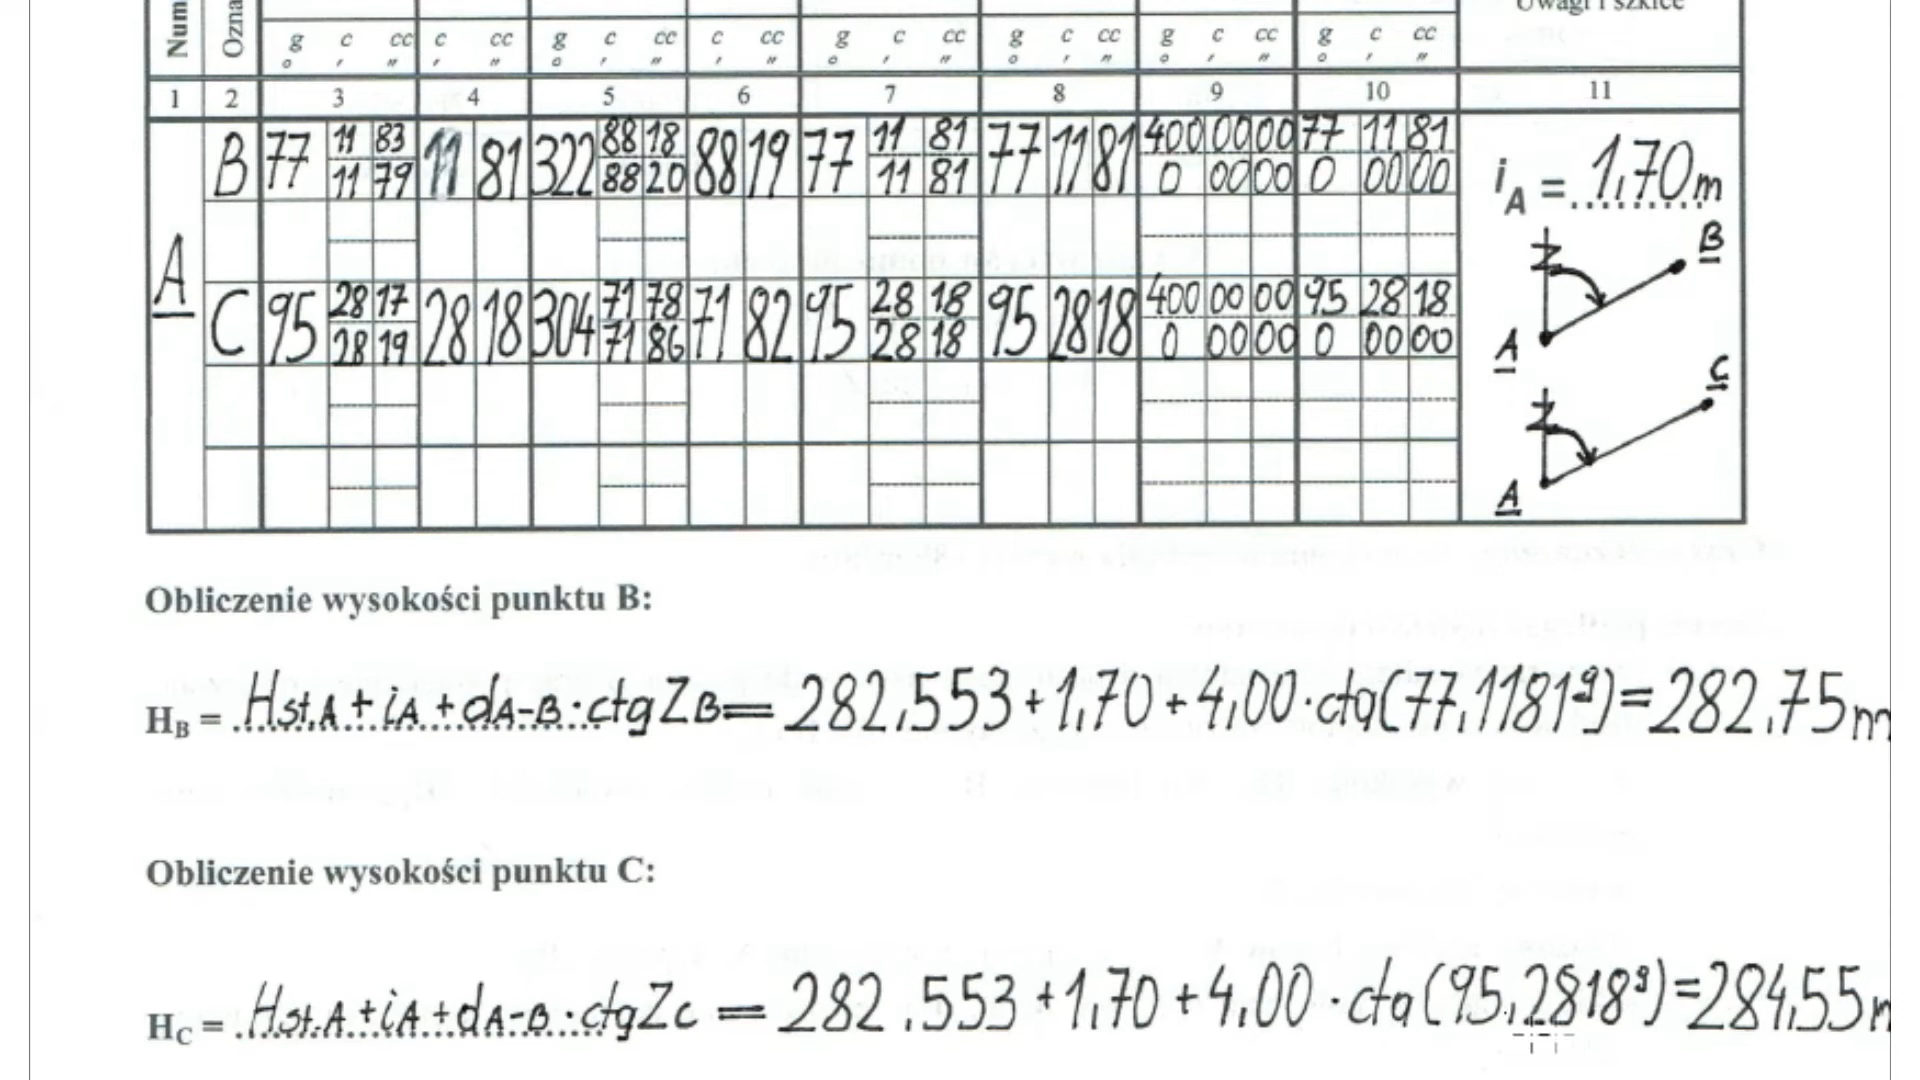 Num
Ozna
Uwagi i szkice
g c cc c cc g c cc c cc g c cc g c cc g c cc g c cc
° ' " ' " ° ' " ' " ° ' " ° ' " ° ' " ° ' "
1 2 3 4 5 6 7 8 9 10 11
A
B 77 11 83 11 81 322 88 18 88 19 77 11 81 77 11 81 400 00 00 77 11 81
11 79 88 20 11 81 0 00 00 0 00 00
C 95 28 17 28 18 304 71 78 71 82 95 28 18 95 28 18 400 00 00 95 28 18
28 19 71 86 28 18 0 00 00 0 00 00
iA = 1,70m
Z
B
A
Z
C
A
Obliczenie wysokości punktu B:
HB = Hst.A + iA + dA-B · ctg ZB = 282,553 + 1,70 + 4,00 · ctg(77,1181g) = 282,75m
Obliczenie wysokości punktu C:
HC = Hst.A + iA + dA-B · ctg ZC = 282.553 + 1,70 + 4,00 · ctg(95,2818g) = 284,55